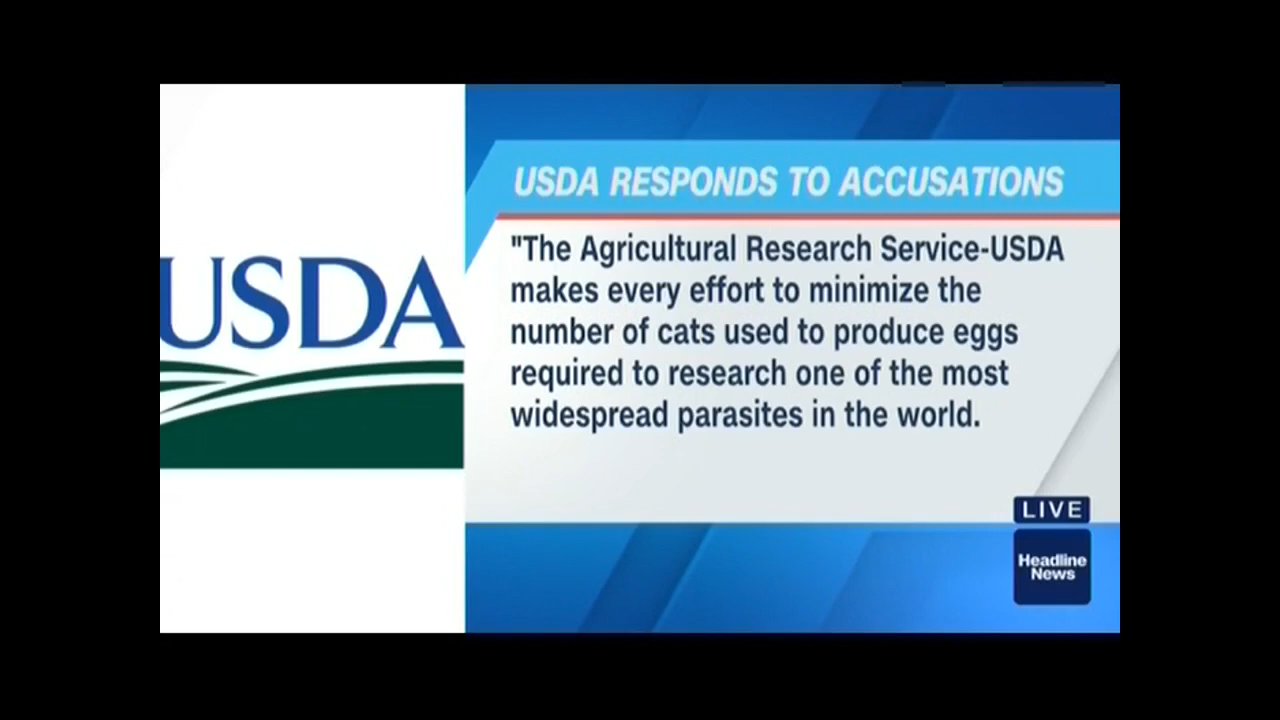 USDA
USDA RESPONDS TO ACCUSATIONS
"The Agricultural Research Service-USDA
makes every effort to minimize the
number of cats used to produce eggs
required to research one of the most
widespread parasites in the world.
LIVE
Headline
News